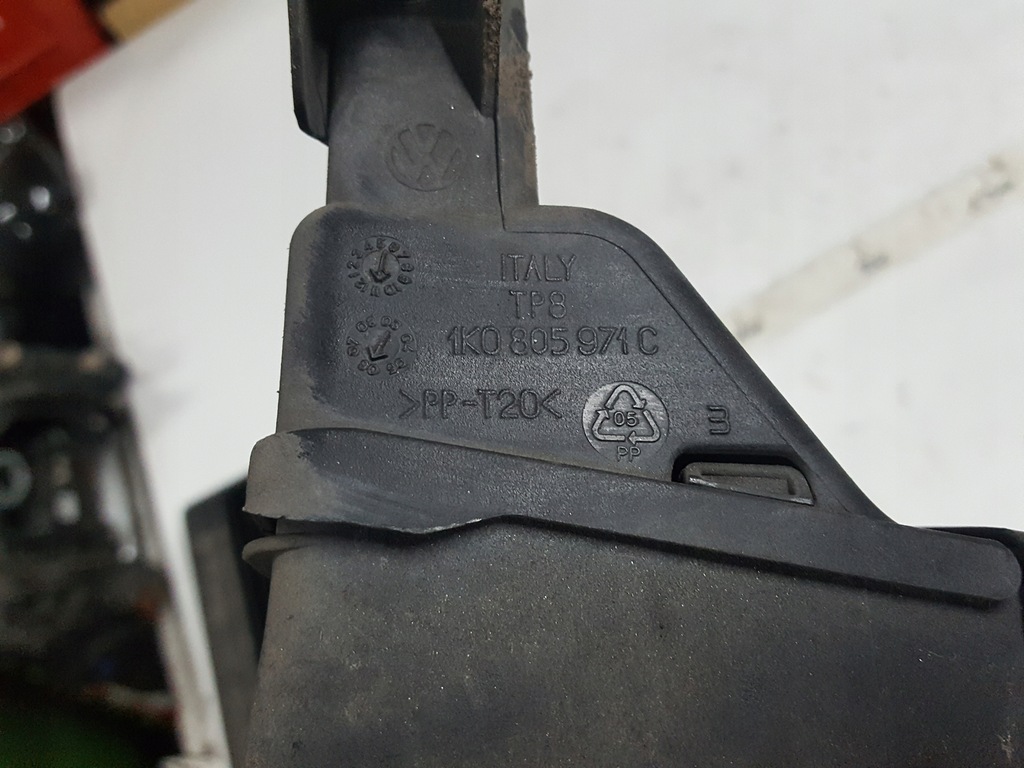 ITALY
TP8
1K0 805 971 C
>PP-T20<
05
PP
3